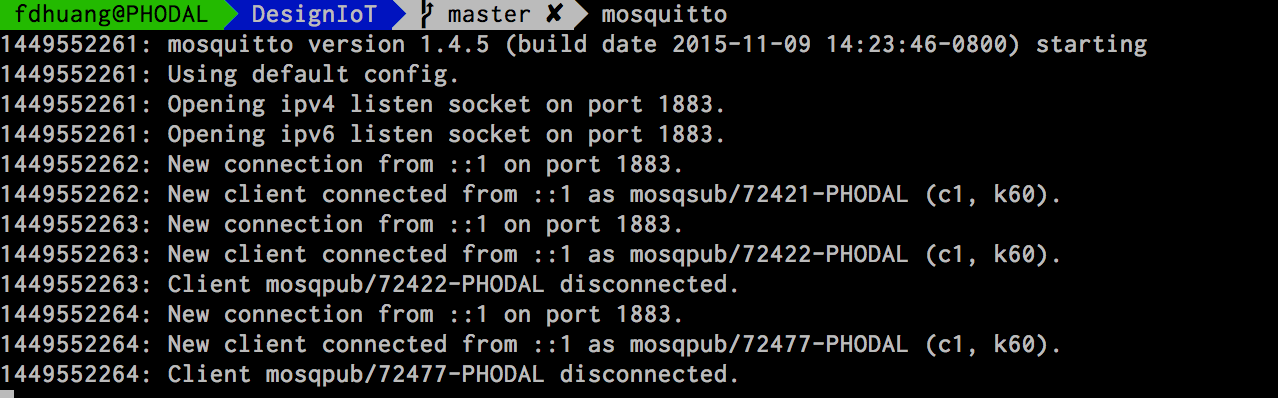 fdhuang@PHODAL DesignIoT master ✘ mosquitto
1449552261: mosquitto version 1.4.5 (build date 2015-11-09 14:23:46-0800) starting
1449552261: Using default config.
1449552261: Opening ipv4 listen socket on port 1883.
1449552261: Opening ipv6 listen socket on port 1883.
1449552262: New connection from ::1 on port 1883.
1449552262: New client connected from ::1 as mosqsub/72421-PHODAL (c1, k60).
1449552263: New connection from ::1 on port 1883.
1449552263: New client connected from ::1 as mosqpub/72422-PHODAL (c1, k60).
1449552263: Client mosqpub/72422-PHODAL disconnected.
1449552264: New connection from ::1 on port 1883.
1449552264: New client connected from ::1 as mosqpub/72477-PHODAL (c1, k60).
1449552264: Client mosqpub/72477-PHODAL disconnected.